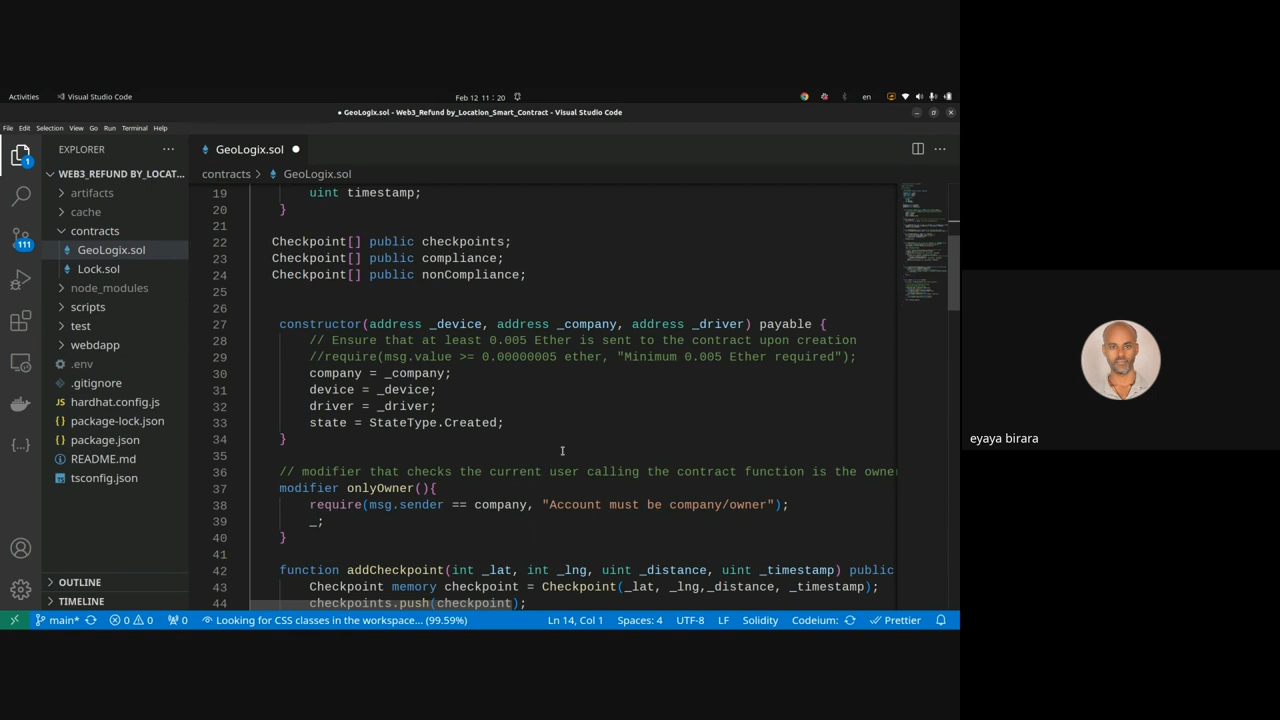 Activities
Visual Studio Code
Feb 12 11:20
en
● GeoLogix.sol - Web3_Refund by_Location_Smart_Contract - Visual Studio Code
File Edit Selection View Go Run Terminal Help
1
EXPLORER
GeoLogix.sol
WEB3_REFUND BY_LOCAT...
artifacts
cache
contracts
GeoLogix.sol
Lock.sol
node_modules
scripts
test
webapp
.env
.gitignore
hardhat.config.js
package-lock.json
package.json
README.md
tsconfig.json
111
OUTLINE
TIMELINE
contracts > GeoLogix.sol
19 uint timestamp;
20 }
21
22 Checkpoint[] public checkpoints;
23 Checkpoint[] public compliance;
24 Checkpoint[] public nonCompliance;
25
26
27 constructor(address _device, address _company, address _driver) payable {
28 // Ensure that at least 0.005 Ether is sent to the contract upon creation
29 //require(msg.value >= 0.00000005 ether, "Minimum 0.005 Ether required");
30 company = _company;
31 device = _device;
32 driver = _driver;
33 state = StateType.Created;
34 }
35
36 // modifier that checks the current user calling the contract function is the owner
37 modifier onlyOwner(){
38 require(msg.sender == company, "Account must be company/owner");
39 _;
40 }
41
42 function addCheckpoint(int _lat, int _lng, uint _distance, uint _timestamp) public
43 Checkpoint memory checkpoint = Checkpoint(_lat, _lng,_distance, _timestamp);
44 checkpoints.push(checkpoint);
main* 0 0 0 Looking for CSS classes in the workspace... (99.59%) Ln 14, Col 1 Spaces: 4 UTF-8 LF Solidity Codeium: Prettier
eyaya birara